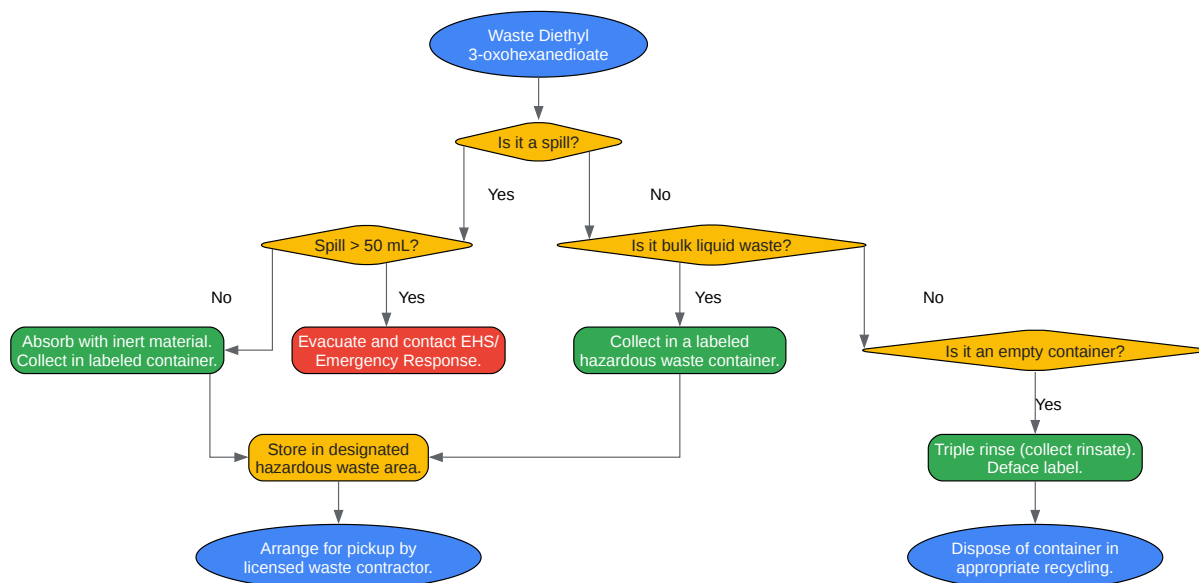 Waste Diethyl
3-oxohexanedioate
Is it a spill?
Yes
No
Spill > 50 mL?
Is it bulk liquid waste?
No
Yes
Yes
No
Absorb with inert material.
Collect in labeled container.
Evacuate and contact EHS/
Emergency Response.
Collect in a labeled
hazardous waste container.
Is it an empty container?
Yes
Store in designated
hazardous waste area.
Triple rinse (collect rinsate).
Deface label.
Arrange for pickup by
licensed waste contractor.
Dispose of container in
appropriate recycling.